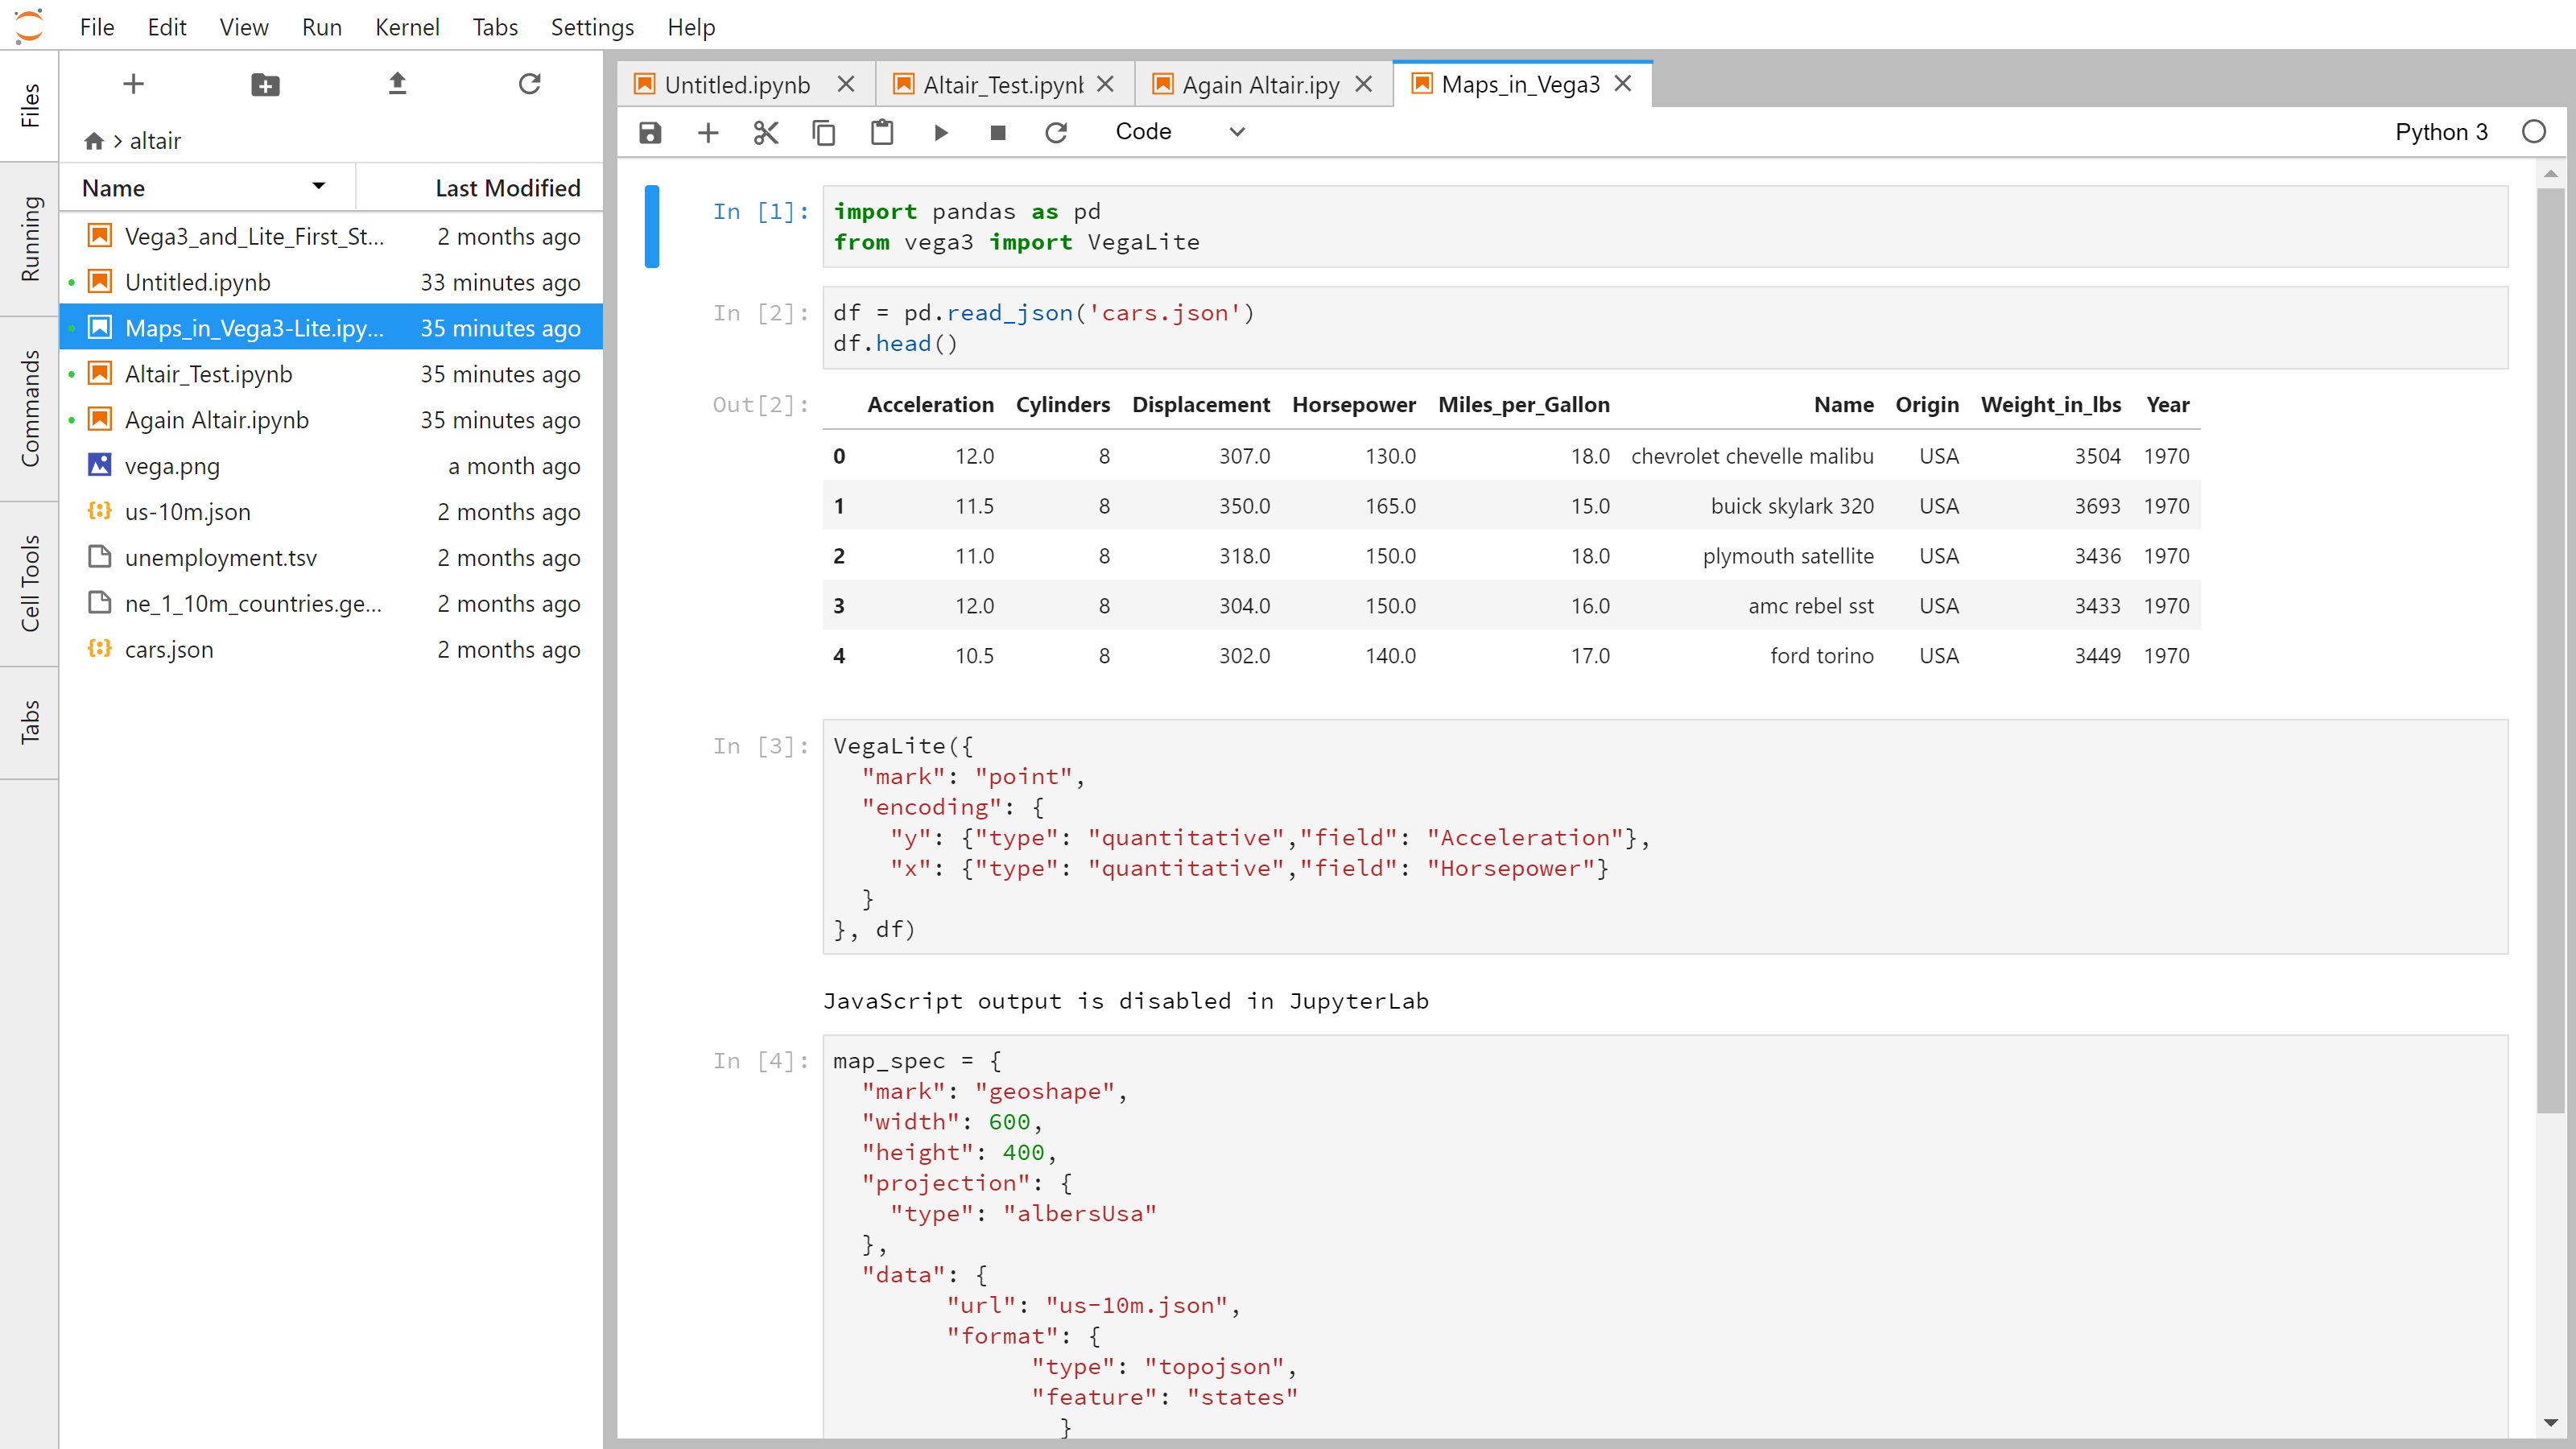 File Edit View Run Kernel Tabs Settings Help
Files
Running
Commands
Cell Tools
Tabs
altair
Name Last Modified
Vega3_and_Lite_First_St... 2 months ago
Untitled.ipynb 33 minutes ago
Maps_in_Vega3-Lite.ipy... 35 minutes ago
Altair_Test.ipynb 35 minutes ago
Again Altair.ipynb 35 minutes ago
vega.png a month ago
us-10m.json 2 months ago
unemployment.tsv 2 months ago
ne_1_10m_countries.ge... 2 months ago
cars.json 2 months ago
Untitled.ipynb Altair_Test.ipynb Again Altair.ipy Maps_in_Vega3
Code Python 3
In [1]: import pandas as pd
from vega3 import VegaLite
In [2]: df = pd.read_json('cars.json')
df.head()
Out[2]: Acceleration Cylinders Displacement Horsepower Miles_per_Gallon Name Origin Weight_in_lbs Year
0 12.0 8 307.0 130.0 18.0 chevrolet chevelle malibu USA 3504 1970
1 11.5 8 350.0 165.0 15.0 buick skylark 320 USA 3693 1970
2 11.0 8 318.0 150.0 18.0 plymouth satellite USA 3436 1970
3 12.0 8 304.0 150.0 16.0 amc rebel sst USA 3433 1970
4 10.5 8 302.0 140.0 17.0 ford torino USA 3449 1970
In [3]: VegaLite({
"mark": "point",
"encoding": {
"y": {"type": "quantitative","field": "Acceleration"},
"x": {"type": "quantitative","field": "Horsepower"}
}
}, df)
JavaScript output is disabled in JupyterLab
In [4]: map_spec = {
"mark": "geoshape",
"width": 600,
"height": 400,
"projection": {
"type": "albersUsa"
},
"data": {
"url": "us-10m.json",
"format": {
"type": "topojson",
"feature": "states"
}